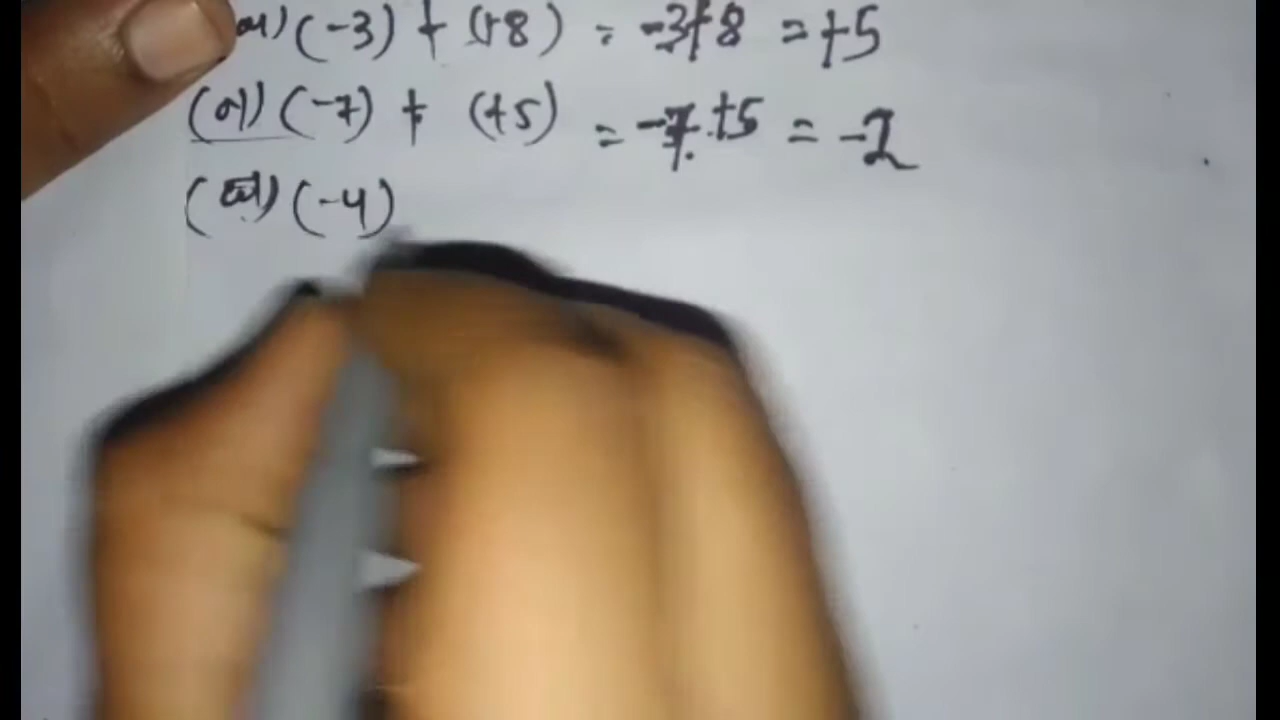 (-3) + (+8) = -3+8 = +5
(-7) + (+5) = -7+5 = -2
(-4)